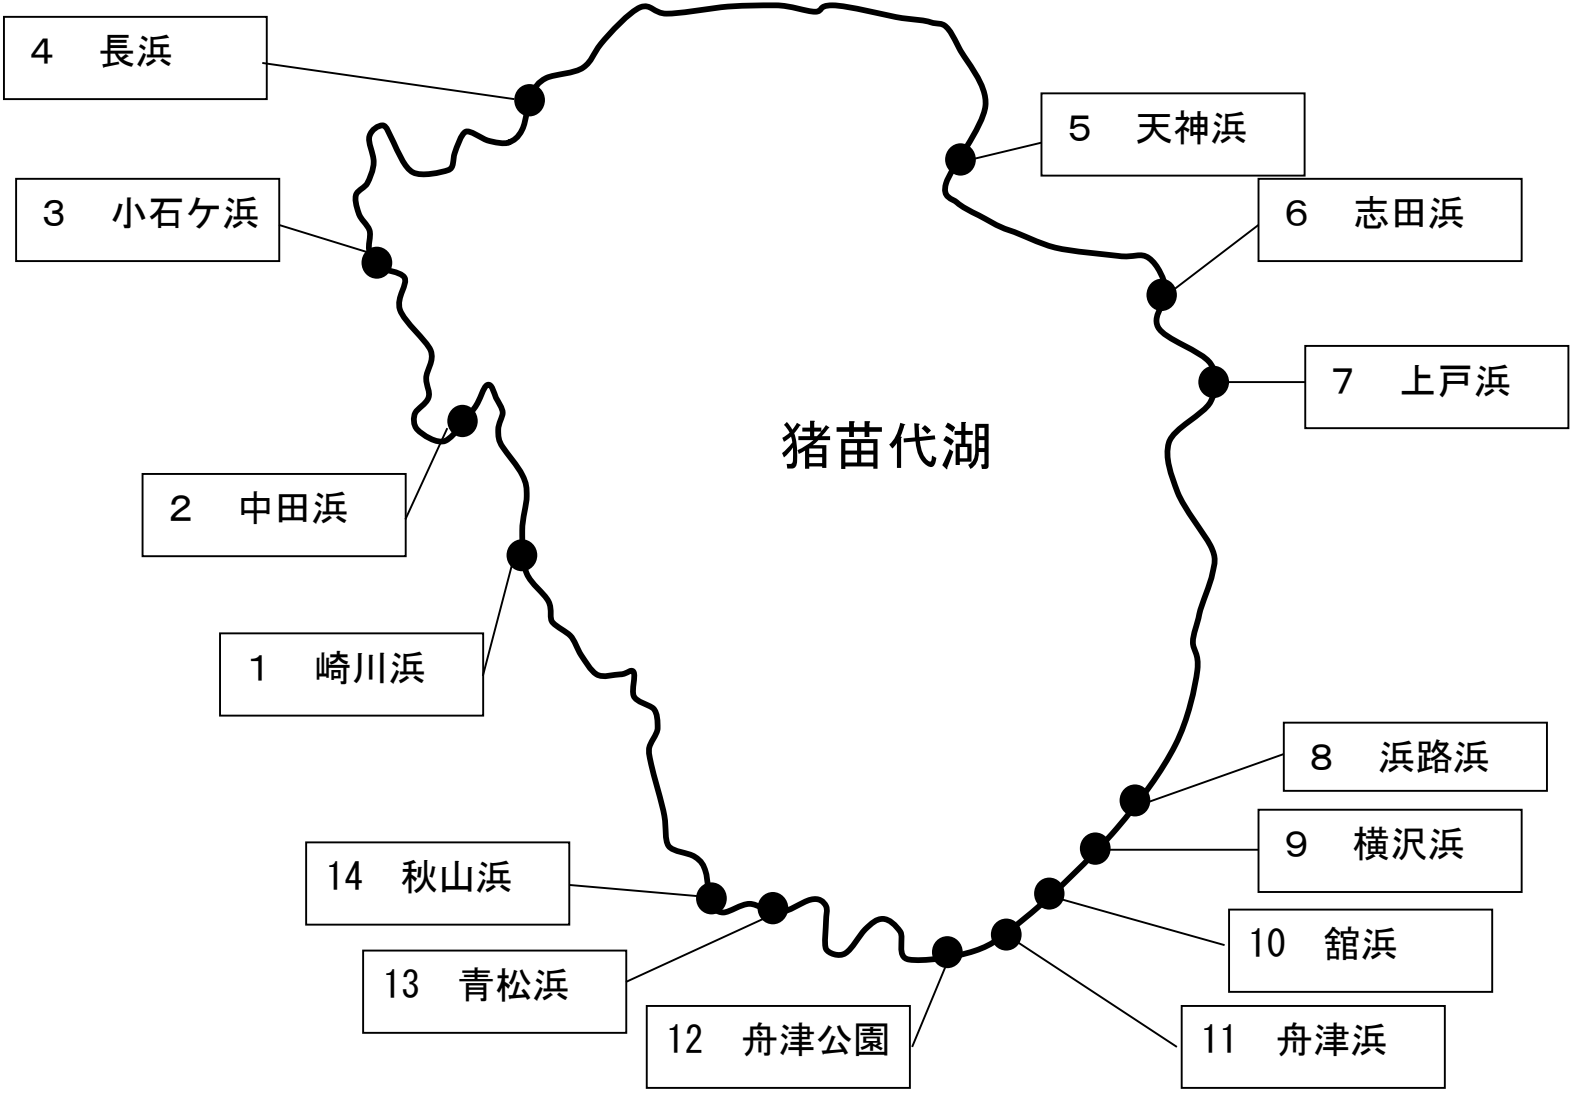 4　長浜
5　天神浜
3　小石ケ浜
6　志田浜
7　上戸浜
猪苗代湖
2　中田浜
1　崎川浜
8　浜路浜
9　横沢浜
14　秋山浜
10　舘浜
13　青松浜
12　舟津公園
11　舟津浜